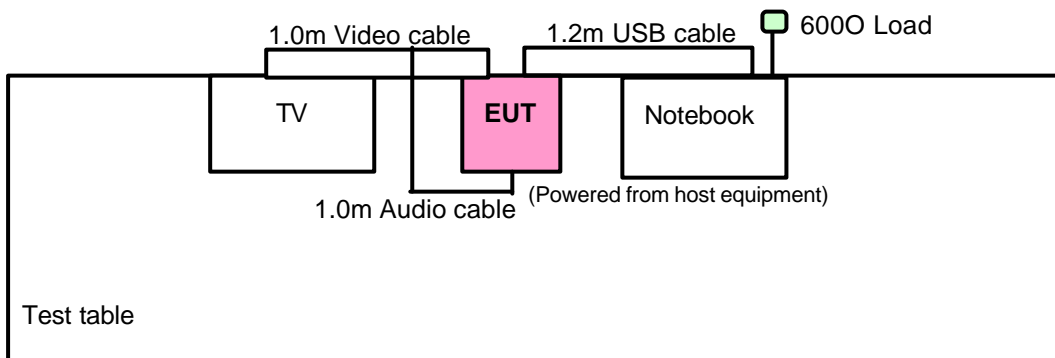 600O Load
1.0m Video cable
1.2m USB cable
TV
EUT
Notebook
1.0m Audio cable
(Powered from host equipment)
Test table